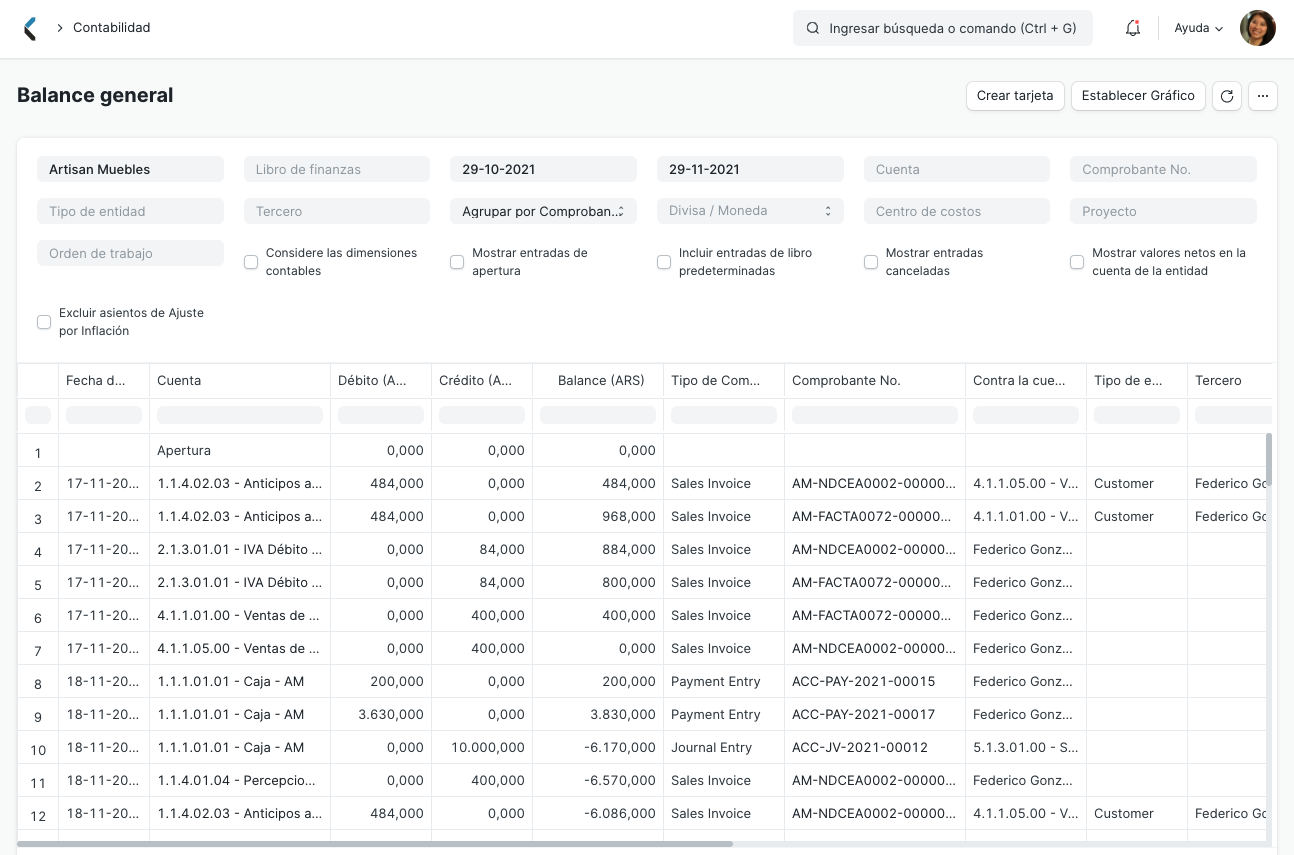 Contabilidad
Ingresar búsqueda o comando (Ctrl + G)
Ayuda
Balance general
Crear tarjeta
Establecer Gráfico
Artisan Muebles
Libro de finanzas
29-10-2021
29-11-2021
Cuenta
Comprobante No.
Tipo de entidad
Tercero
Agrupar por Comproban...
Divisa / Moneda
Centro de costos
Proyecto
Orden de trabajo
Considere las dimensiones
contables
Mostrar entradas de
apertura
Incluir entradas de libro
predeterminadas
Mostrar entradas
canceladas
Mostrar valores netos en la
cuenta de la entidad
Excluir asientos de Ajuste
por Inflación
Fecha d... Cuenta Débito (A... Crédito (A... Balance (ARS) Tipo de Com... Comprobante No. Contra la cue... Tipo de e... Tercero
1 Apertura 0,000 0,000 0,000
2 17-11-20... 1.1.4.02.03 - Anticipos a... 484,000 0,000 484,000 Sales Invoice AM-NDCEA0002-00000... 4.1.1.05.00 - V... Customer Federico Go
3 17-11-20... 1.1.4.02.03 - Anticipos a... 484,000 0,000 968,000 Sales Invoice AM-FACTA0072-00000... 4.1.1.01.00 - V... Customer Federico Go
4 17-11-20... 2.1.3.01.01 - IVA Débito ... 0,000 84,000 884,000 Sales Invoice AM-NDCEA0002-00000... Federico Gonz...
5 17-11-20... 2.1.3.01.01 - IVA Débito ... 0,000 84,000 800,000 Sales Invoice AM-FACTA0072-00000... Federico Gonz...
6 17-11-20... 4.1.1.01.00 - Ventas de ... 0,000 400,000 400,000 Sales Invoice AM-FACTA0072-00000... Federico Gonz...
7 17-11-20... 4.1.1.05.00 - Ventas de ... 0,000 400,000 0,000 Sales Invoice AM-NDCEA0002-00000... Federico Gonz...
8 18-11-20... 1.1.1.01.01 - Caja - AM 200,000 0,000 200,000 Payment Entry ACC-PAY-2021-00015 Federico Gonz...
9 18-11-20... 1.1.1.01.01 - Caja - AM 3.630,000 0,000 3.830,000 Payment Entry ACC-PAY-2021-00017 Federico Gonz...
10 18-11-20... 1.1.1.01.01 - Caja - AM 0,000 10.000,000 -6.170,000 Journal Entry ACC-JV-2021-00012 5.1.3.01.00 - S...
11 18-11-20... 1.1.4.01.04 - Percepcio... 0,000 400,000 -6.570,000 Sales Invoice AM-NDCEA0002-00000... Federico Gonz...
12 18-11-20... 1.1.4.02.03 - Anticipos a... 484,000 0,000 -6.086,000 Sales Invoice AM-NDCEA0002-00000... 4.1.1.05.00 - V... Customer Federico Go